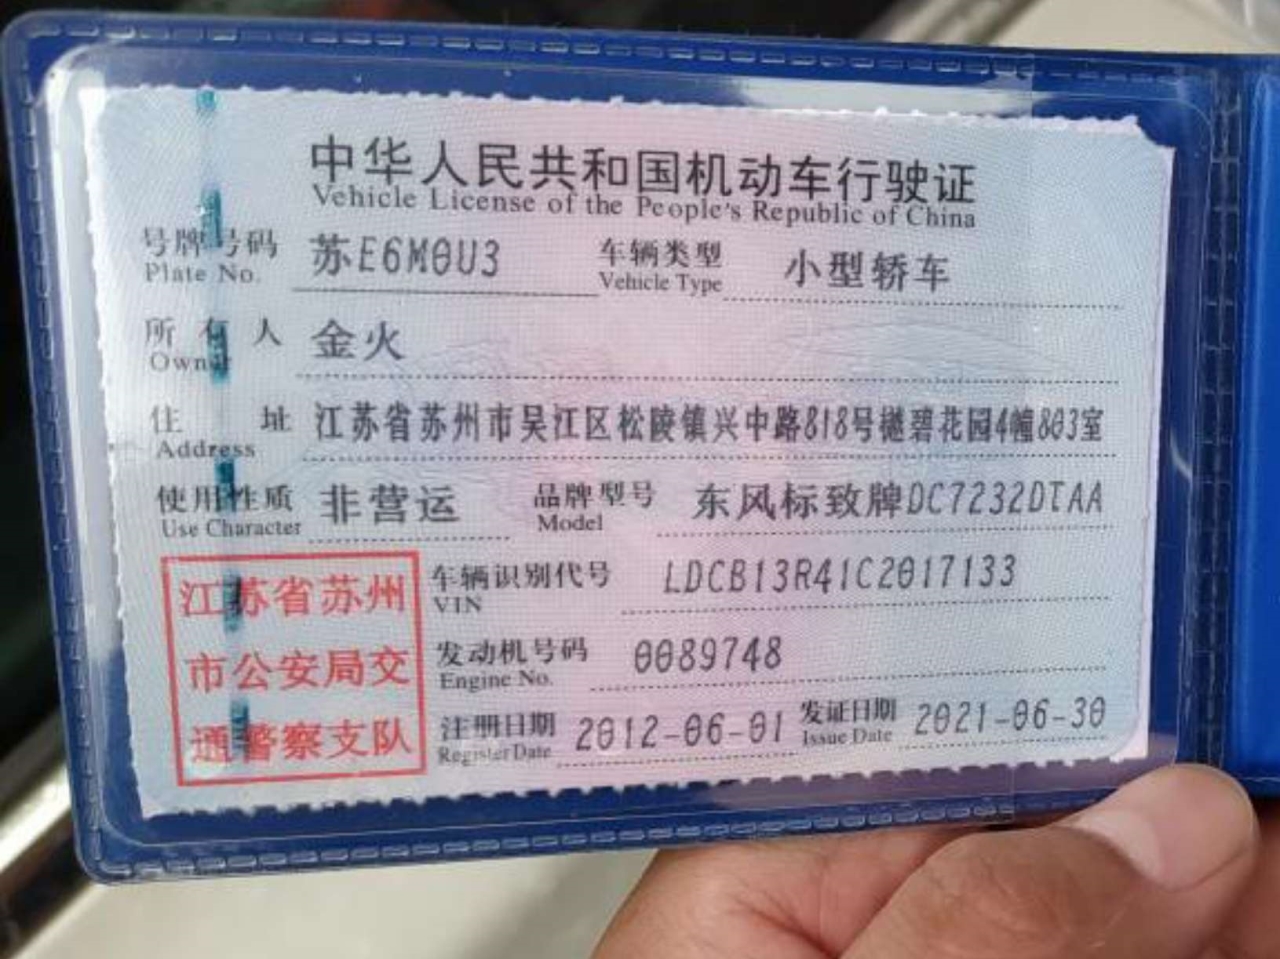 中华人民共和国机动车行驶证
Vehicle License of the People's Republic of China
号牌号码 苏E6M0U3 车辆类型 小型轿车
Plate No. Vehicle Type
所有人 金火
Owner
住址 江苏省苏州市吴江区松陵镇兴中路818号樾碧花园4幢803室
Address
使用性质 非营运 品牌型号 东风标致牌DC7232DTAA
Use Character Model
江苏省苏州
市公安局交
通警察支队
车辆识别代号 LDCB13R41C2017133
VIN
发动机号码 0089748
Engine No.
注册日期 2012-06-01 发证日期 2021-06-30
Register Date Issue Date